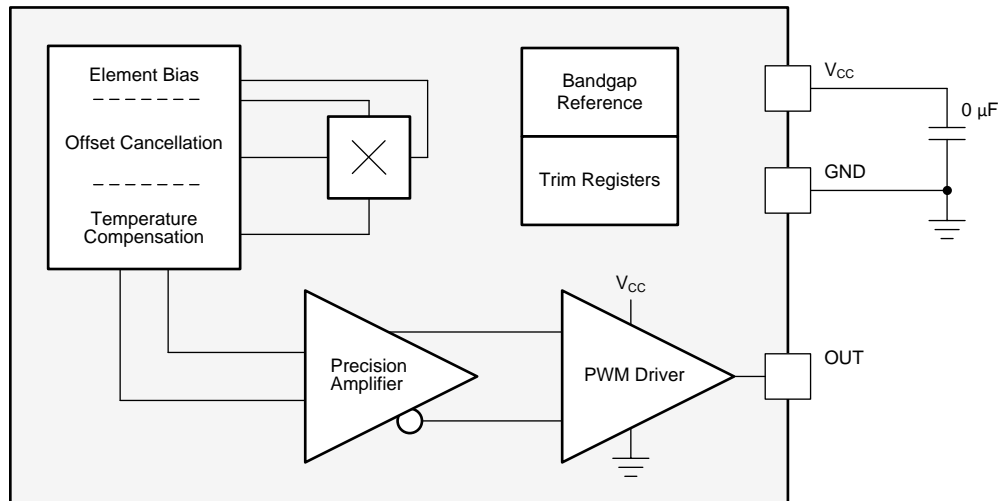 Element Bias
Offset Cancellation
Temperature
Compensation
Bandgap
Reference
Trim Registers
VCC
0 µF
GND
Precision
Amplifier
VCC
PWM Driver
OUT